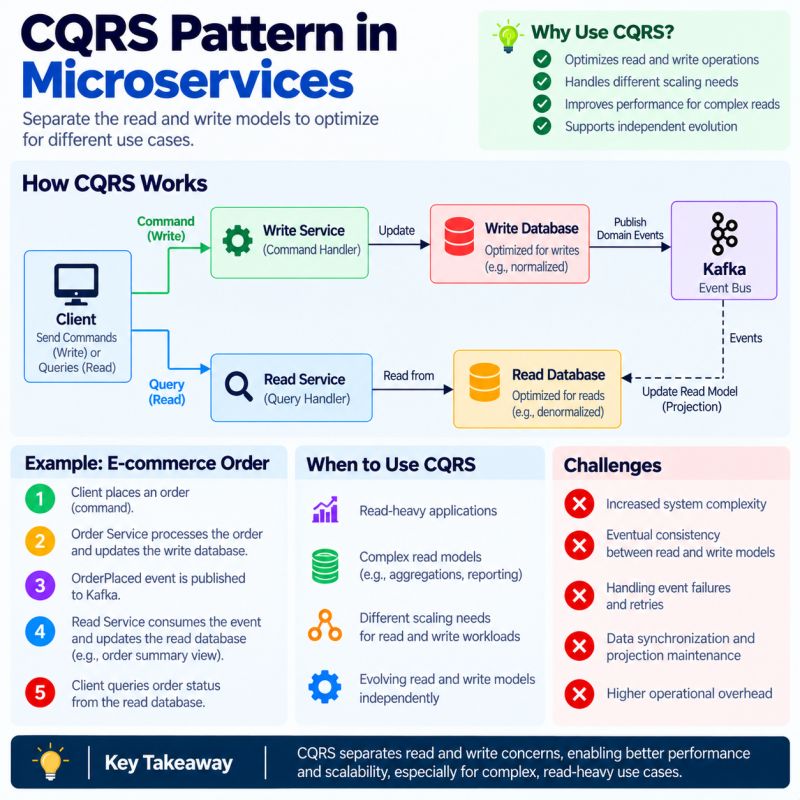 CQRS Pattern in
Microservices
Separate the read and write models to optimize
for different use cases.
Why Use CQRS?
Optimizes read and write operations
Handles different scaling needs
Improves performance for complex reads
Supports independent evolution
How CQRS Works
Client
Send Commands
(Write) or
Queries (Read)
Command
(Write)
Write Service
(Command Handler)
Update
Write Database
Optimized for writes
(e.g., normalized)
Publish
Domain Events
Kafka
Event Bus
Events
Update Read Model
(Projection)
Query
(Read)
Read Service
(Query Handler)
Read from
Read Database
Optimized for reads
(e.g., denormalized)
Example: E-commerce Order
1
Client places an order
(command).
2
Order Service processes the order
and updates the write database.
3
OrderPlaced event is published
to Kafka.
4
Read Service consumes the event
and updates the read database
(e.g., order summary view).
5
Client queries order status
from the read database.
When to Use CQRS
Read-heavy applications
Complex read models
(e.g., aggregations, reporting)
Different scaling needs
for read and write workloads
Evolving read and write models
independently
Challenges
Increased system complexity
Eventual consistency
between read and write models
Handling event failures
and retries
Data synchronization and
projection maintenance
Higher operational overhead
Key Takeaway
CQRS separates read and write concerns, enabling better performance
and scalability, especially for complex, read-heavy use cases.